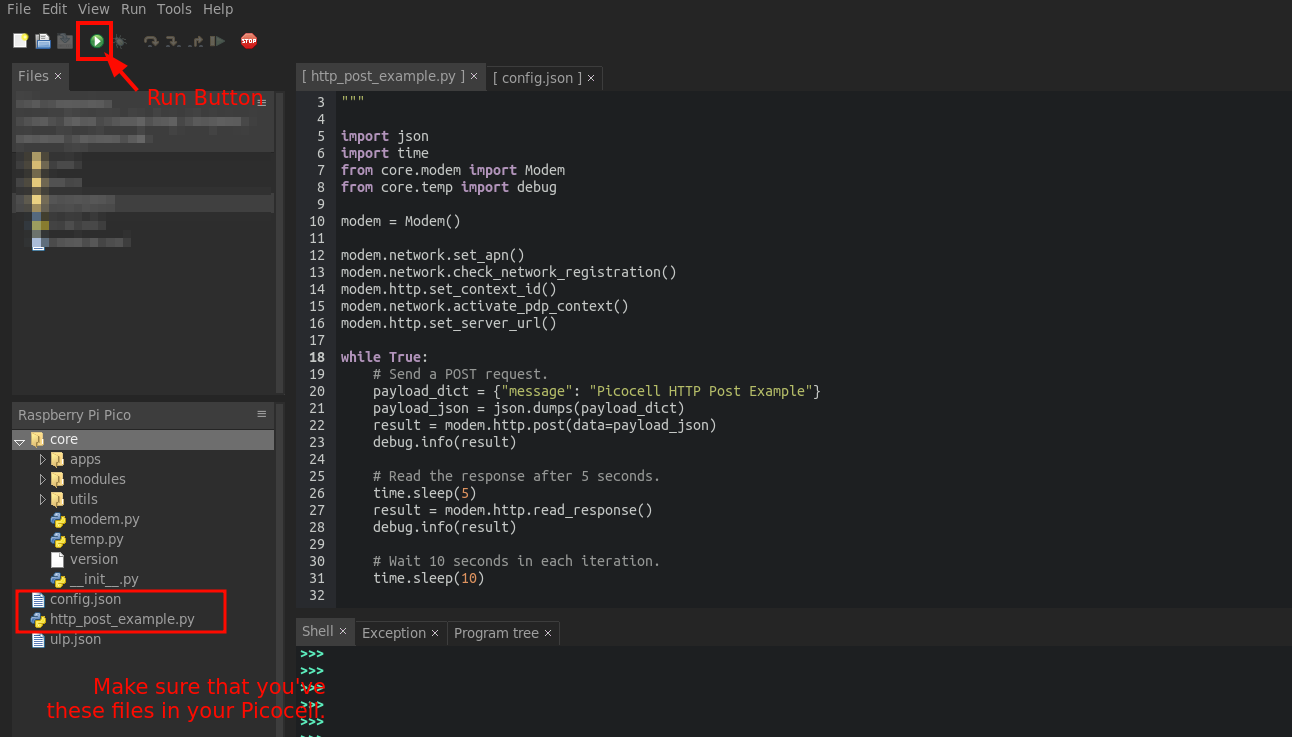 File Edit View Run Tools Help
STOP
Run Button
Files ×
[ http_post_example.py ] × [ config.json ] ×
3 """
4
5 import json
6 import time
7 from core.modem import Modem
8 from core.temp import debug
9
10 modem = Modem()
11
12 modem.network.set_apn()
13 modem.network.check_network_registration()
14 modem.http.set_context_id()
15 modem.network.activate_pdp_context()
16 modem.http.set_server_url()
17
18 while True:
19 # Send a POST request.
20 payload_dict = {"message": "Picocell HTTP Post Example"}
21 payload_json = json.dumps(payload_dict)
22 result = modem.http.post(data=payload_json)
23 debug.info(result)
24
25 # Read the response after 5 seconds.
26 time.sleep(5)
27 result = modem.http.read_response()
28 debug.info(result)
29
30 # Wait 10 seconds in each iteration.
31 time.sleep(10)
32
Raspberry Pi Pico
core
apps
modules
utils
modem.py
temp.py
version
__init__.py
config.json
http_post_example.py
ulp.json
Make sure that you've
these files in your Picocell.
Shell × Exception × Program tree ×
>>>
>>>
>>>
>>>
>>>
>>>